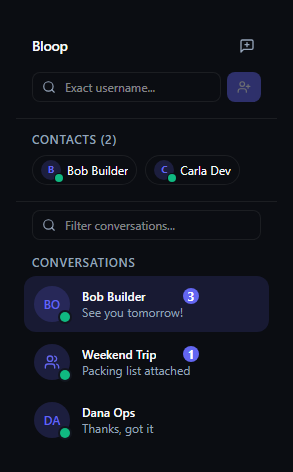 Bloop
Exact username...
CONTACTS (2)
B Bob Builder C Carla Dev
Filter conversations...
CONVERSATIONS
BO Bob Builder 3
See you tomorrow!
Weekend Trip 1
Packing list attached
DA Dana Ops
Thanks, got it